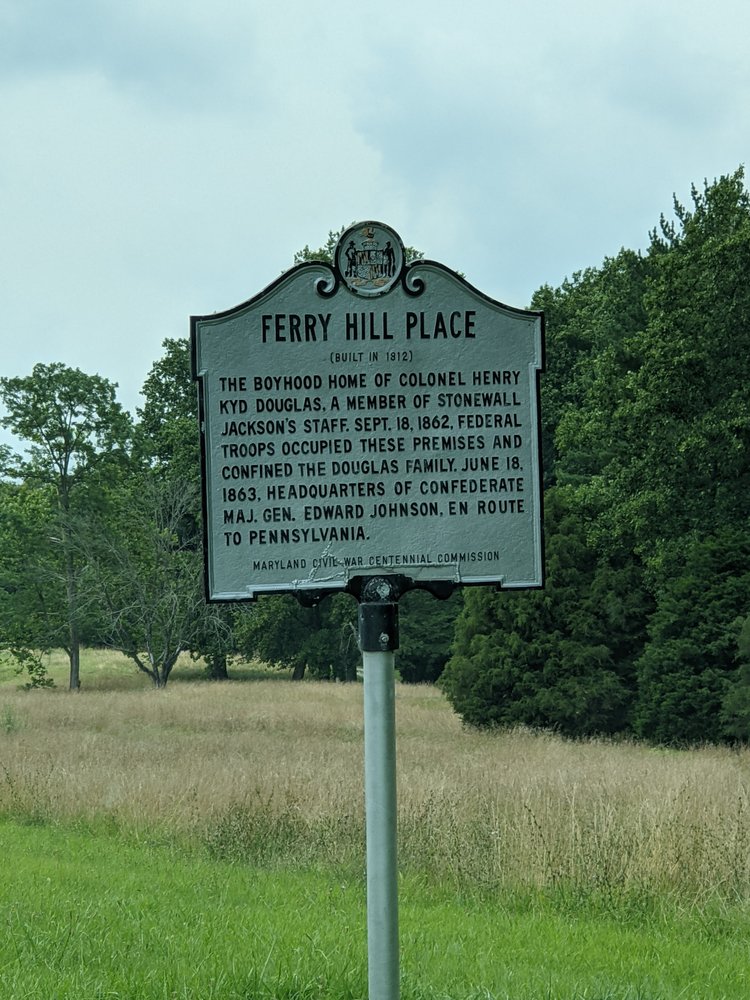 FERRY HILL PLACE
(BUILT IN 1812)
THE BOYHOOD HOME OF COLONEL HENRY
KYD DOUGLAS, A MEMBER OF STONEWALL
JACKSON'S STAFF. SEPT. 18, 1862, FEDERAL
TROOPS OCCUPIED THESE PREMISES AND
CONFINED THE DOUGLAS FAMILY. JUNE 18,
1863, HEADQUARTERS OF CONFEDERATE
MAJ. GEN. EDWARD JOHNSON, EN ROUTE
TO PENNSYLVANIA.
MARYLAND CIVIL WAR CENTENNIAL COMMISSION